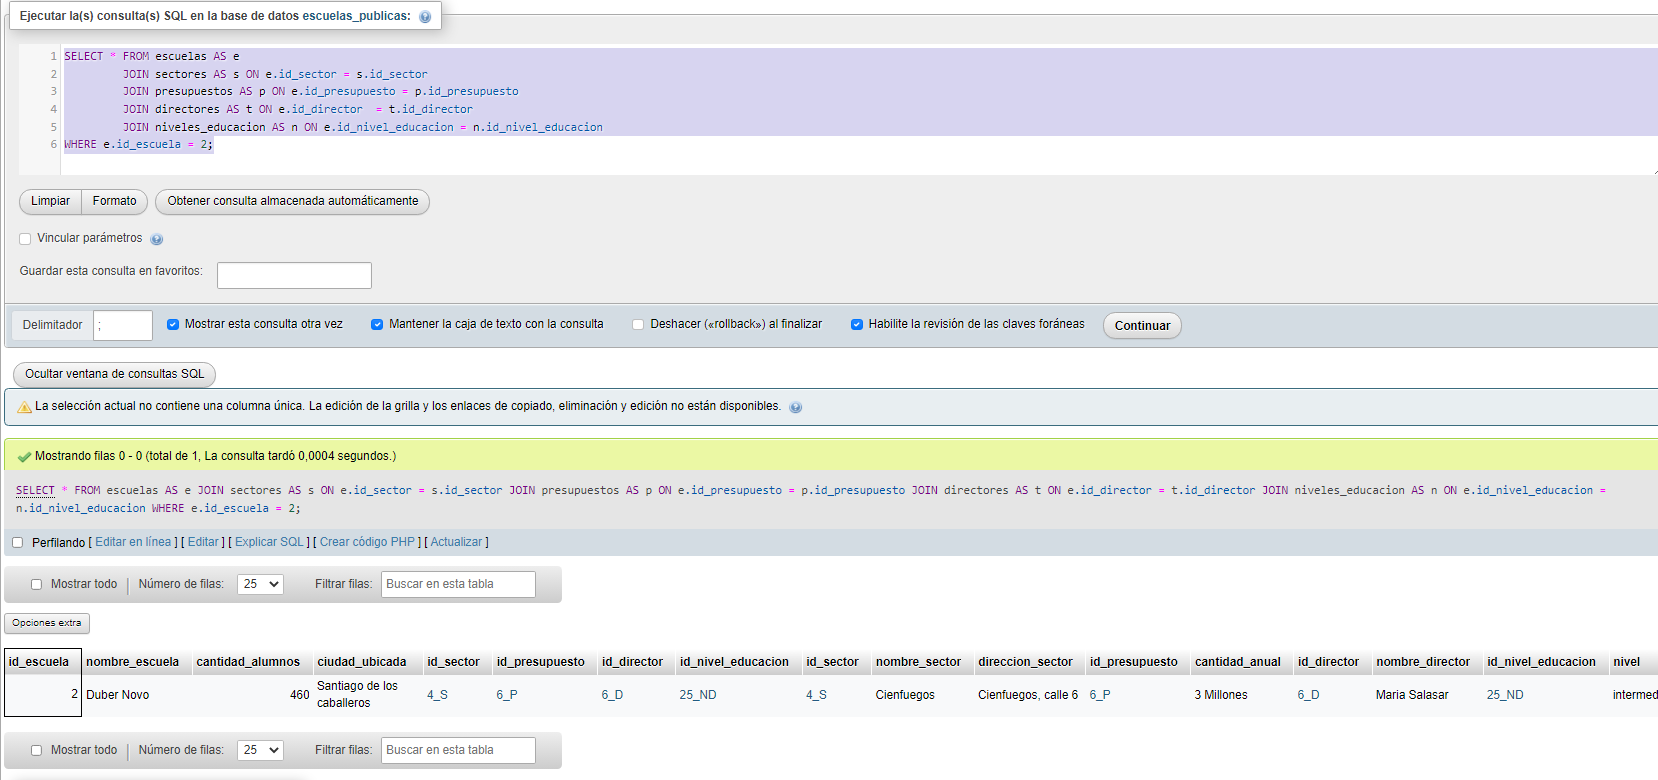 Ejecutar la(s) consulta(s) SQL en la base de datos escuelas_publicas:
1 SELECT * FROM escuelas AS e
2 JOIN sectores AS s ON e.id_sector = s.id_sector
3 JOIN presupuestos AS p ON e.id_presupuesto = p.id_presupuesto
4 JOIN directores AS t ON e.id_director  = t.id_director
5 JOIN niveles_educacion AS n ON e.id_nivel_educacion = n.id_nivel_educacion
6 WHERE e.id_escuela = 2;
Limpiar Formato Obtener consulta almacenada automáticamente
Vincular parámetros
Guardar esta consulta en favoritos:
Delimitador ; Mostrar esta consulta otra vez Mantener la caja de texto con la consulta Deshacer («rollback») al finalizar Habilite la revisión de las claves foráneas Continuar
Ocultar ventana de consultas SQL
La selección actual no contiene una columna única. La edición de la grilla y los enlaces de copiado, eliminación y edición no están disponibles.
Mostrando filas 0 - 0 (total de 1, La consulta tardó 0,0004 segundos.)
SELECT * FROM escuelas AS e JOIN sectores AS s ON e.id_sector = s.id_sector JOIN presupuestos AS p ON e.id_presupuesto = p.id_presupuesto JOIN directores AS t ON e.id_director = t.id_director JOIN niveles_educacion AS n ON e.id_nivel_educacion =
n.id_nivel_educacion WHERE e.id_escuela = 2;
Perfilando [ Editar en línea ] [ Editar ] [ Explicar SQL ] [ Crear código PHP ] [ Actualizar ]
Mostrar todo Número de filas: 25 Filtrar filas: Buscar en esta tabla
Opciones extra
id_escuela nombre_escuela cantidad_alumnos ciudad_ubicada id_sector id_presupuesto id_director id_nivel_educacion id_sector nombre_sector direccion_sector id_presupuesto cantidad_anual id_director nombre_director id_nivel_educacion nivel
2 Duber Novo 460 Santiago de los caballeros 4_S 6_P 6_D 25_ND 4_S Cienfuegos Cienfuegos, calle 6 6_P 3 Millones 6_D Maria Salasar 25_ND intermed
Mostrar todo Número de filas: 25 Filtrar filas: Buscar en esta tabla